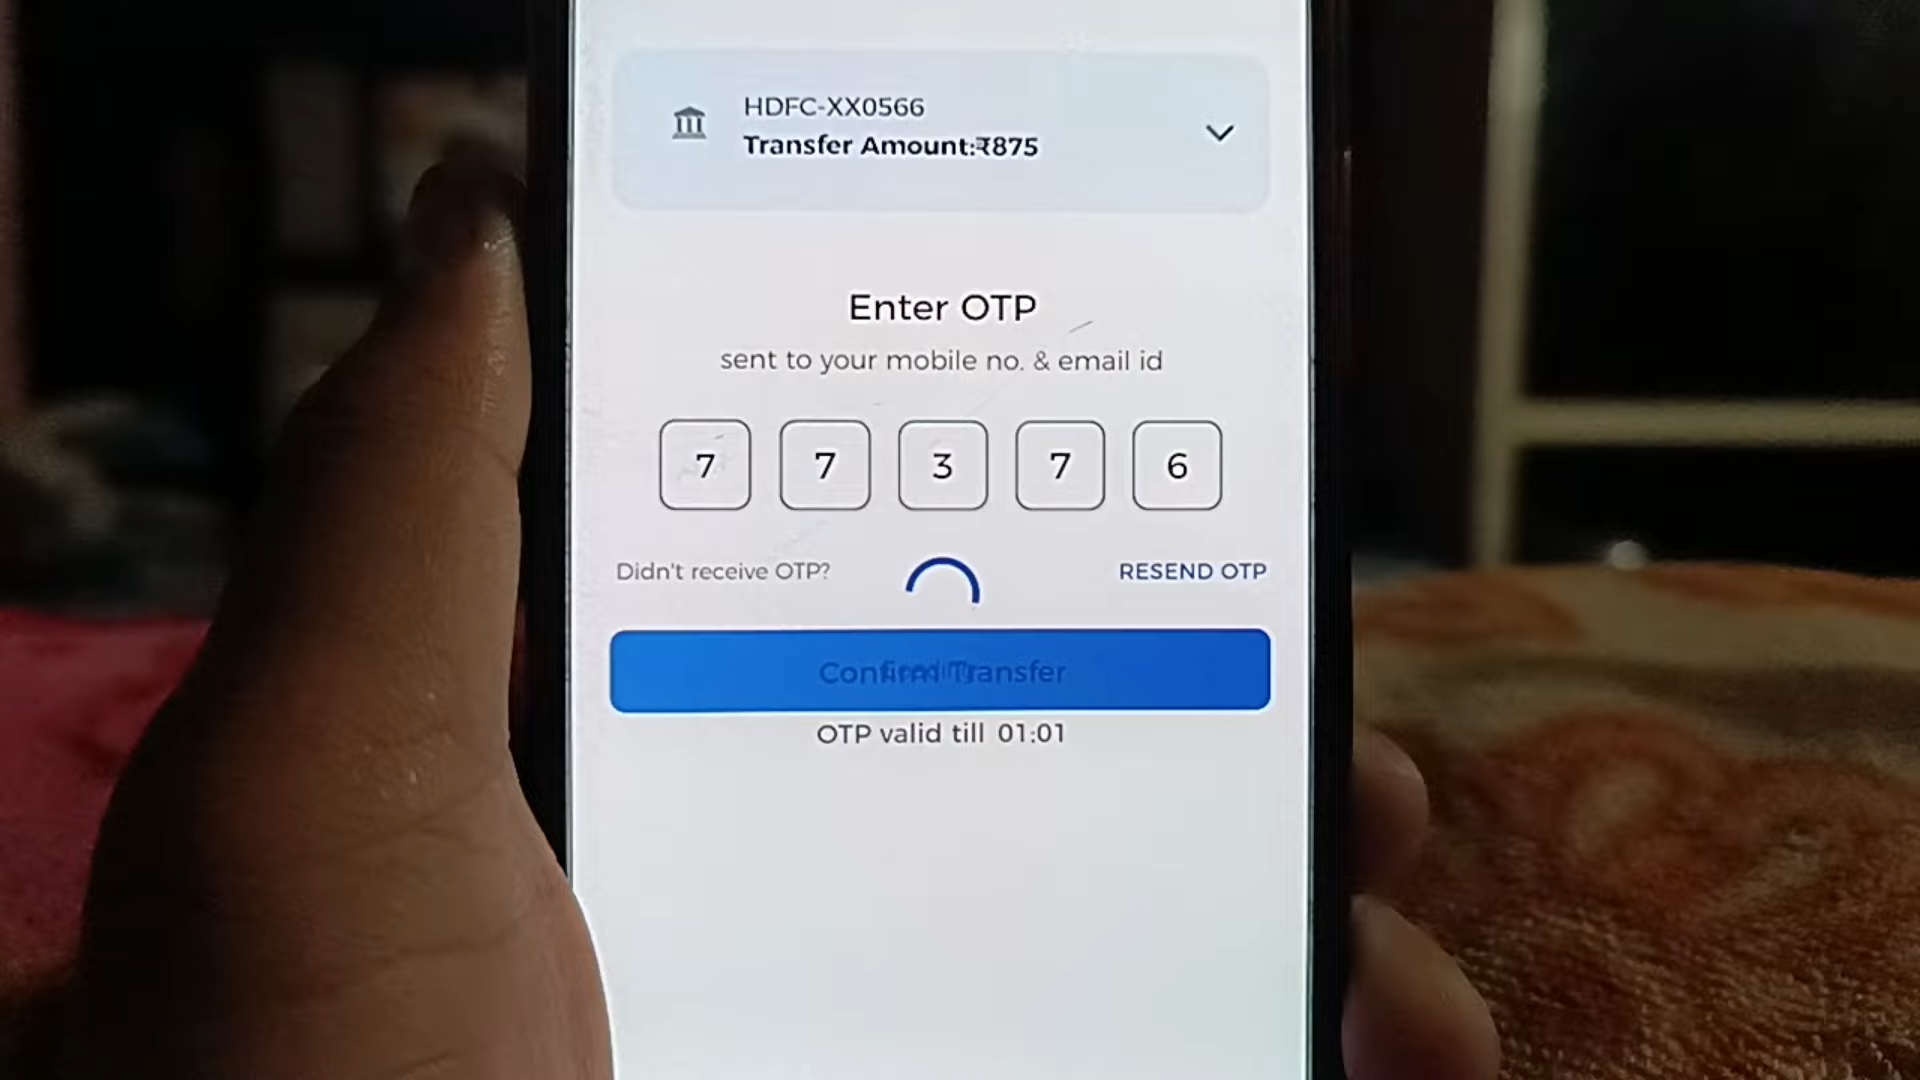 HDFC-XX0566
Transfer Amount:₹875
Enter OTP
sent to your mobile no. & email id
7 7 3 7 6
Didn't receive OTP? RESEND OTP
Transfer
OTP valid till 01:01